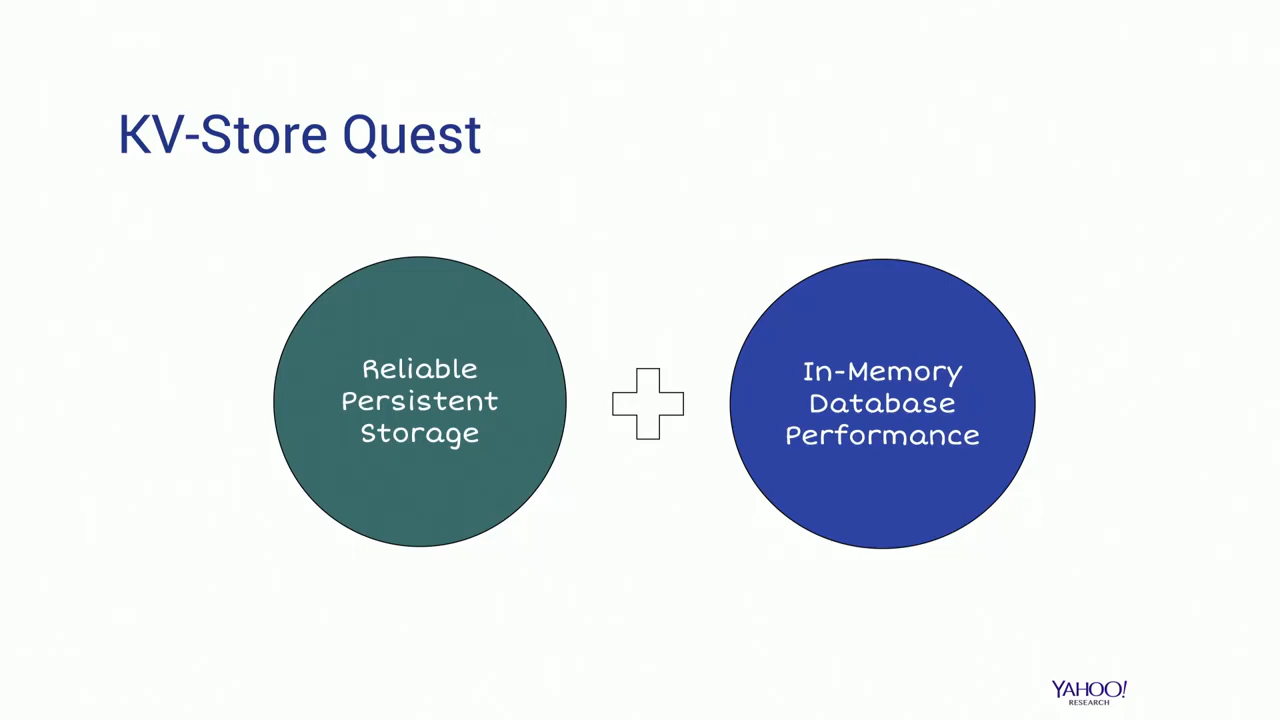 KV-Store Quest
Reliable
Persistent
Storage
In-Memory
Database
Performance
YAHOO!
RESEARCH